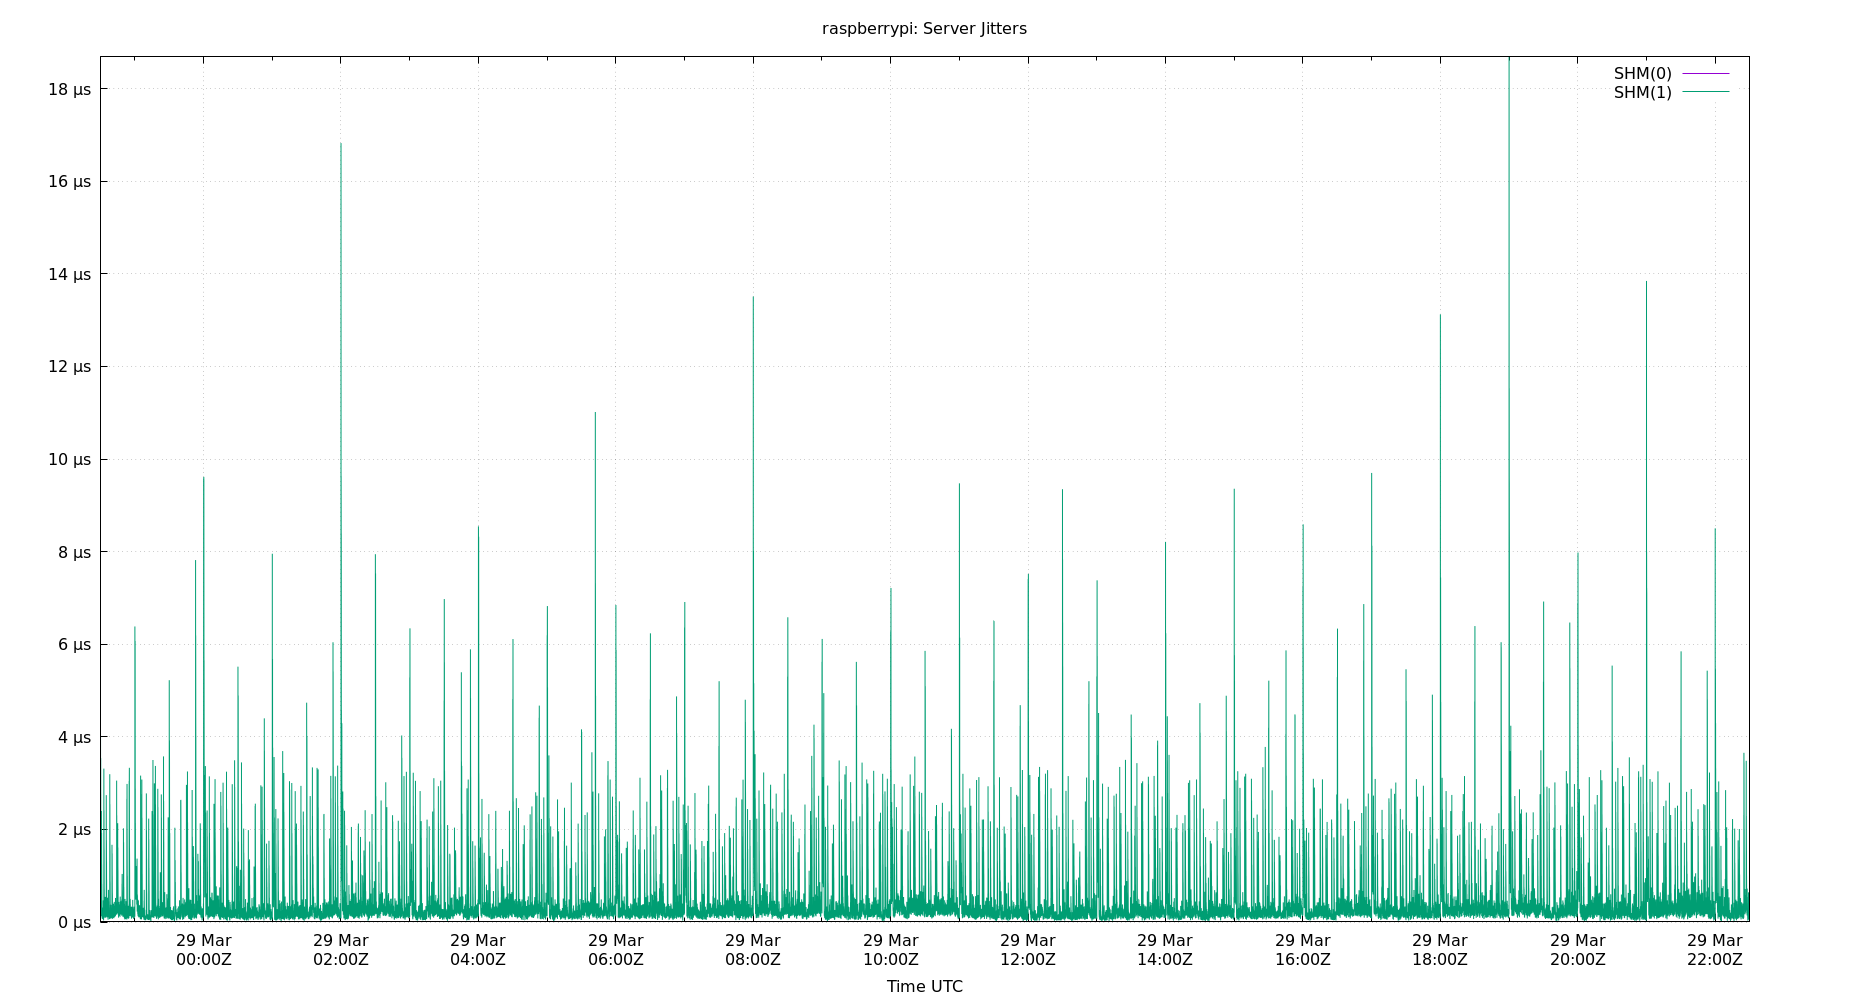 raspberrypi: Server Jitters
SHM(0)
SHM(1)
18 µs
16 µs
14 µs
12 µs
10 µs
8 µs
6 µs
4 µs
2 µs
0 µs
29 Mar 29 Mar 29 Mar 29 Mar 29 Mar 29 Mar 29 Mar 29 Mar 29 Mar 29 Mar 29 Mar 29 Mar
00:00Z 02:00Z 04:00Z 06:00Z 08:00Z 10:00Z 12:00Z 14:00Z 16:00Z 18:00Z 20:00Z 22:00Z
Time UTC